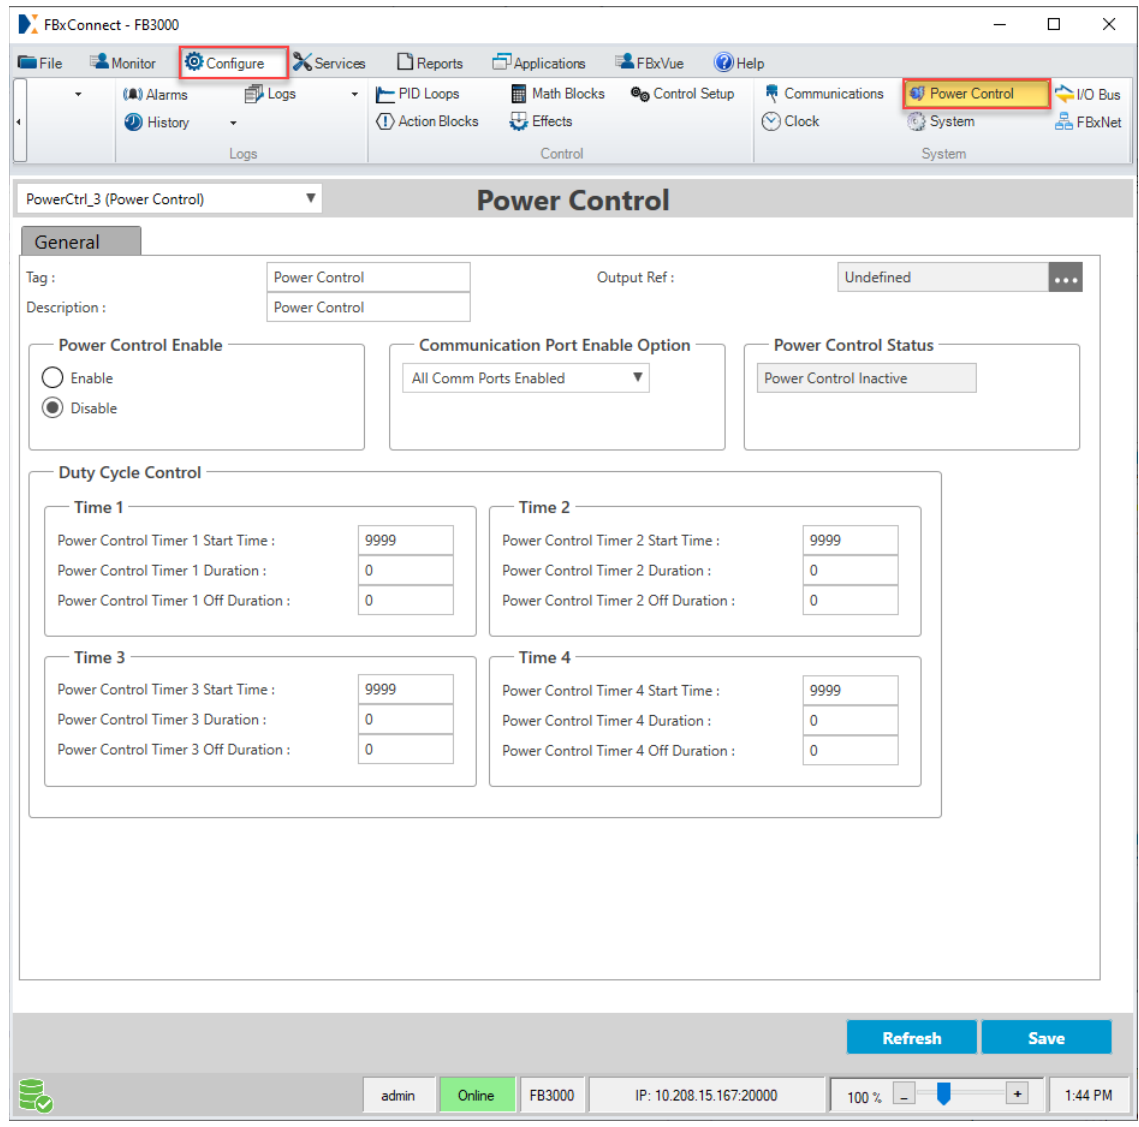 FBxConnect - FB3000
File Monitor Configure Services Reports Applications FBxVue Help
Alarms Logs PID Loops Math Blocks Control Setup Communications Power Control I/O Bus
History Action Blocks Effects Clock System FBxNet
Logs Control System
PowerCtrl_3 (Power Control) Power Control
General
Tag : Power Control Output Ref : Undefined ...
Description : Power Control
Power Control Enable Communication Port Enable Option Power Control Status
Enable All Comm Ports Enabled Power Control Inactive
Disable
Duty Cycle Control
Time 1 Time 2
Power Control Timer 1 Start Time : 9999 Power Control Timer 2 Start Time : 9999
Power Control Timer 1 Duration : 0 Power Control Timer 2 Duration : 0
Power Control Timer 1 Off Duration : 0 Power Control Timer 2 Off Duration : 0
Time 3 Time 4
Power Control Timer 3 Start Time : 9999 Power Control Timer 4 Start Time : 9999
Power Control Timer 3 Duration : 0 Power Control Timer 4 Duration : 0
Power Control Timer 3 Off Duration : 0 Power Control Timer 4 Off Duration : 0
Refresh Save
admin Online FB3000 IP: 10.208.15.167:20000 100 % - + 1:44 PM